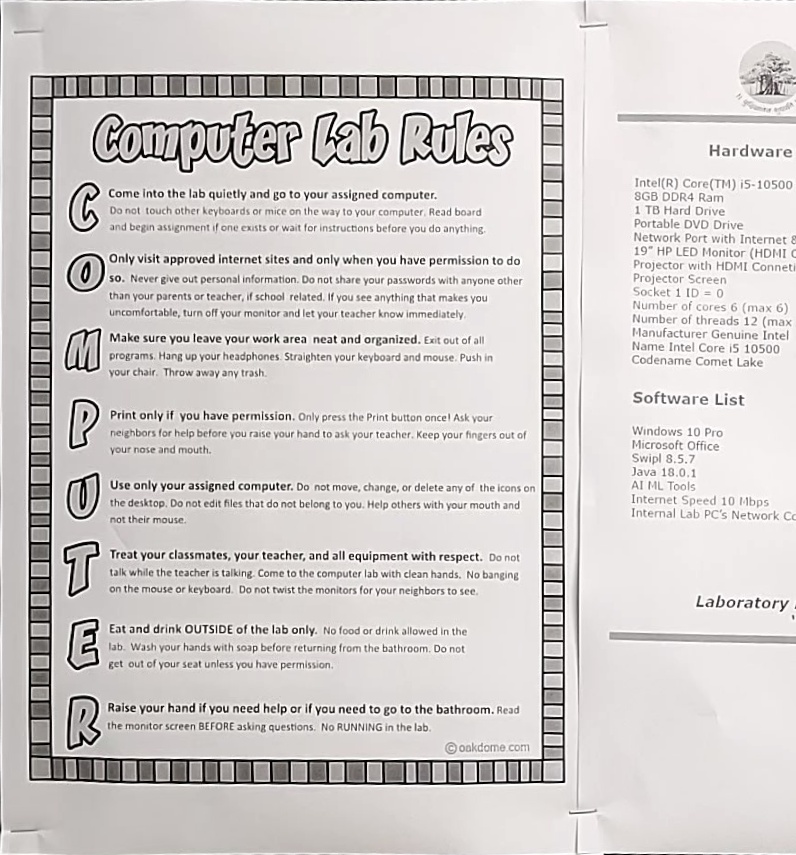 Computer Lab Rules
C
Come into the lab quietly and go to your assigned computer.
Do not touch other keyboards or mice on the way to your computer. Read board
and begin assignment if one exists or wait for instructions before you do anything.
O
Only visit approved internet sites and only when you have permission to do
so. Never give out personal information. Do not share your passwords with anyone other
than your parents or teacher, if school related. If you see anything that makes you
uncomfortable, turn off your monitor and let your teacher know immediately.
M
Make sure you leave your work area neat and organized. Exit out of all
programs. Hang up your headphones. Straighten your keyboard and mouse. Push in
your chair. Throw away any trash.
P
Print only if you have permission. Only press the Print button once! Ask your
neighbors for help before you raise your hand to ask your teacher. Keep your fingers out of
your nose and mouth.
U
Use only your assigned computer. Do not move, change, or delete any of the icons on
the desktop. Do not edit files that do not belong to you. Help others with your mouth and
not their mouse.
T
Treat your classmates, your teacher, and all equipment with respect. Do not
talk while the teacher is talking. Come to the computer lab with clean hands. No banging
on the mouse or keyboard. Do not twist the monitors for your neighbors to see.
E
Eat and drink OUTSIDE of the lab only. No food or drink allowed in the
lab. Wash your hands with soap before returning from the bathroom. Do not
get out of your seat unless you have permission.
R
Raise your hand if you need help or if you need to go to the bathroom. Read
the monitor screen BEFORE asking questions. No RUNNING in the lab.
© oakdome.com
Hardware
Intel(R) Core(TM) i5-10500
8GB DDR4 Ram
1 TB Hard Drive
Portable DVD Drive
Network Port with Internet &
19" HP LED Monitor (HDMI C
Projector with HDMI Conneti
Projector Screen
Socket 1 ID = 0
Number of cores 6 (max 6)
Number of threads 12 (max
Manufacturer Genuine Intel
Name Intel Core i5 10500
Codename Comet Lake
Software List
Windows 10 Pro
Microsoft Office
Swipl 8.5.7
Java 18.0.1
AI ML Tools
Internet Speed 10 Mbps
Internal Lab PC's Network Co
Laboratory